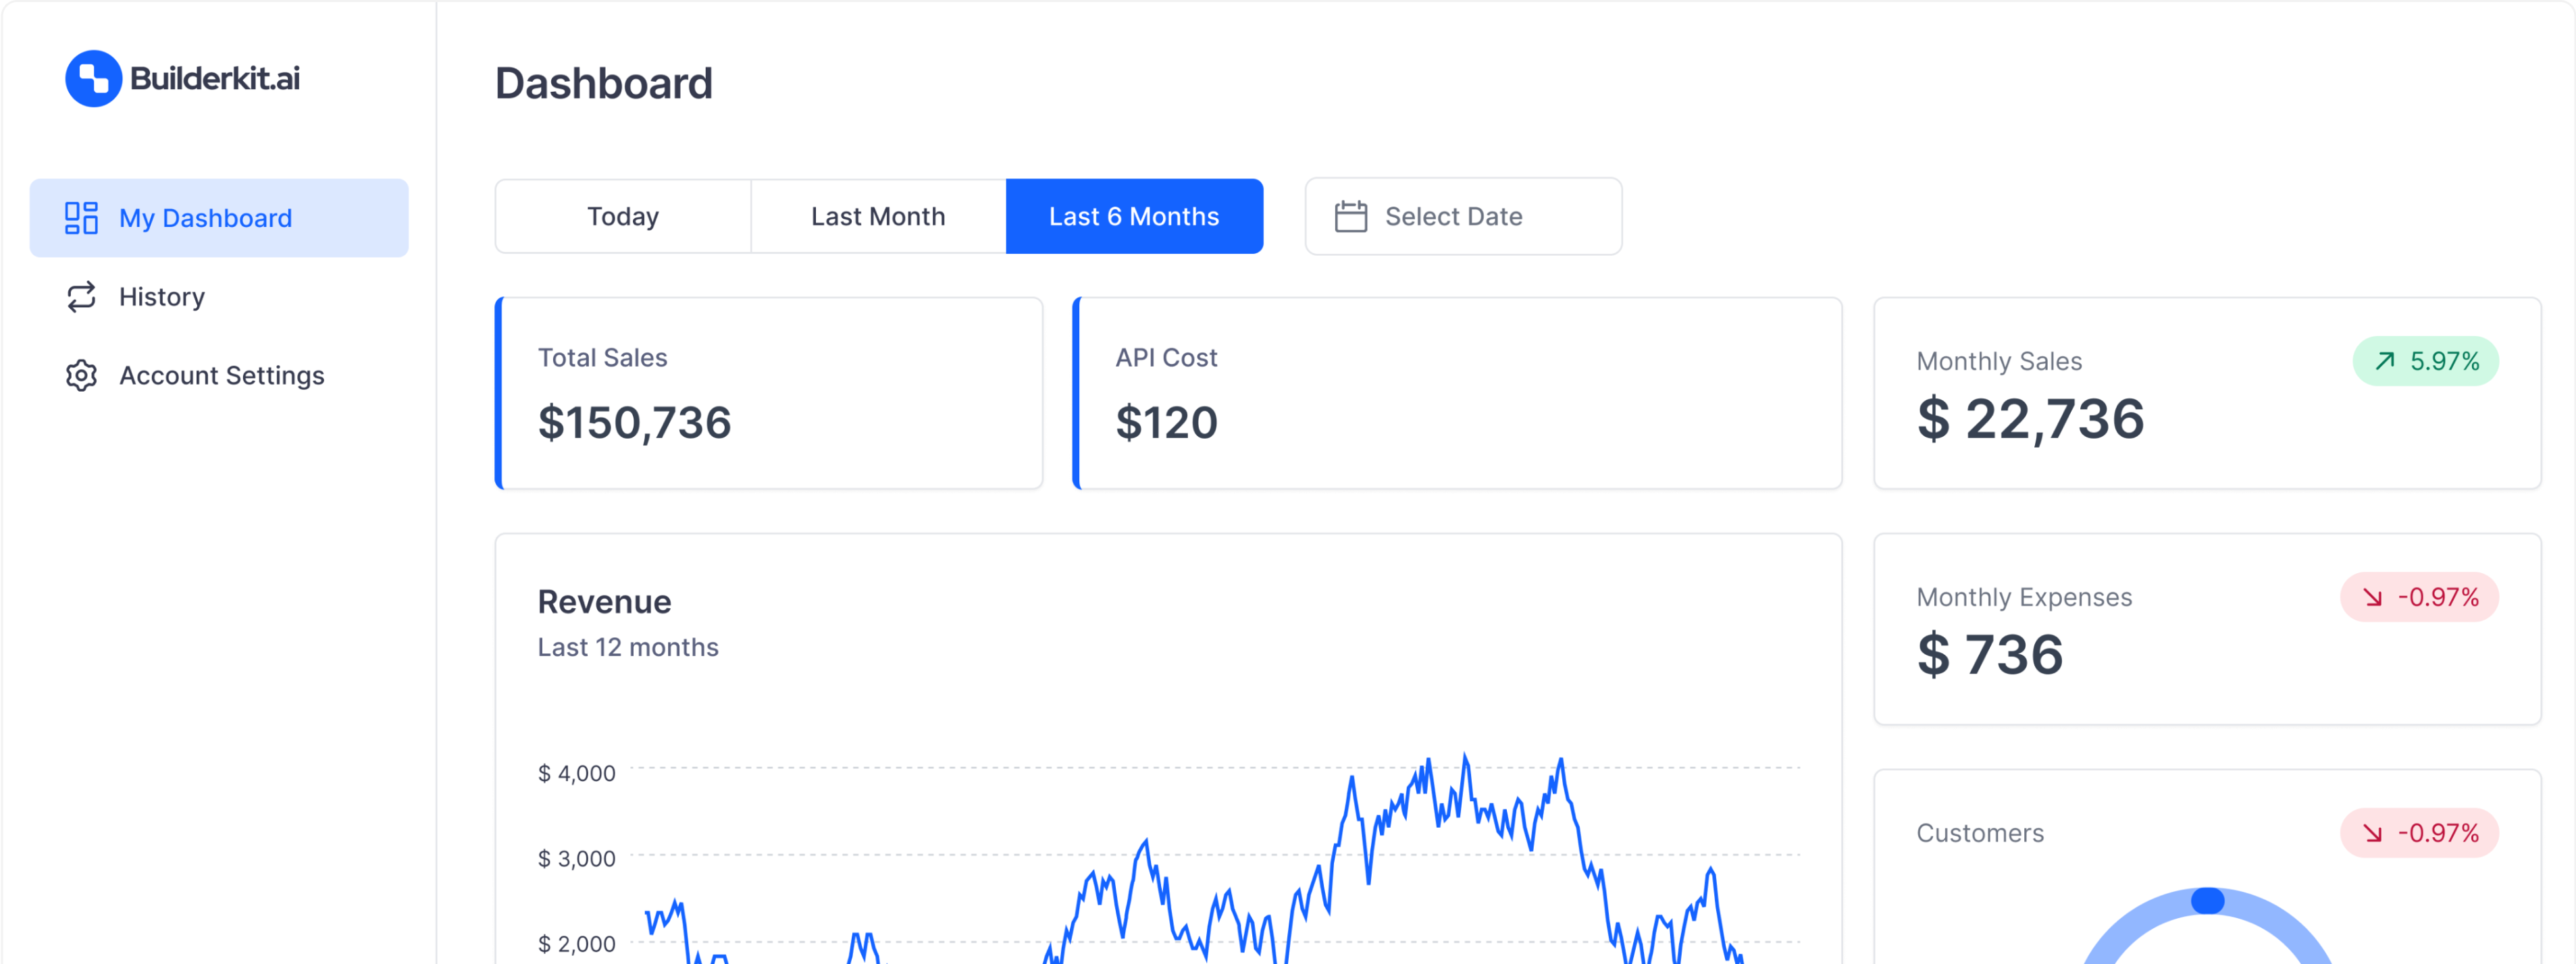 Builderkit.ai
My Dashboard
History
Account Settings
Dashboard
Today
Last Month
Last 6 Months
Select Date
Total Sales
$150,736
API Cost
$120
Monthly Sales
5.97%
$ 22,736
Revenue
Last 12 months
$ 4,000
$ 3,000
$ 2,000
Monthly Expenses
-0.97%
$ 736
Customers
-0.97%